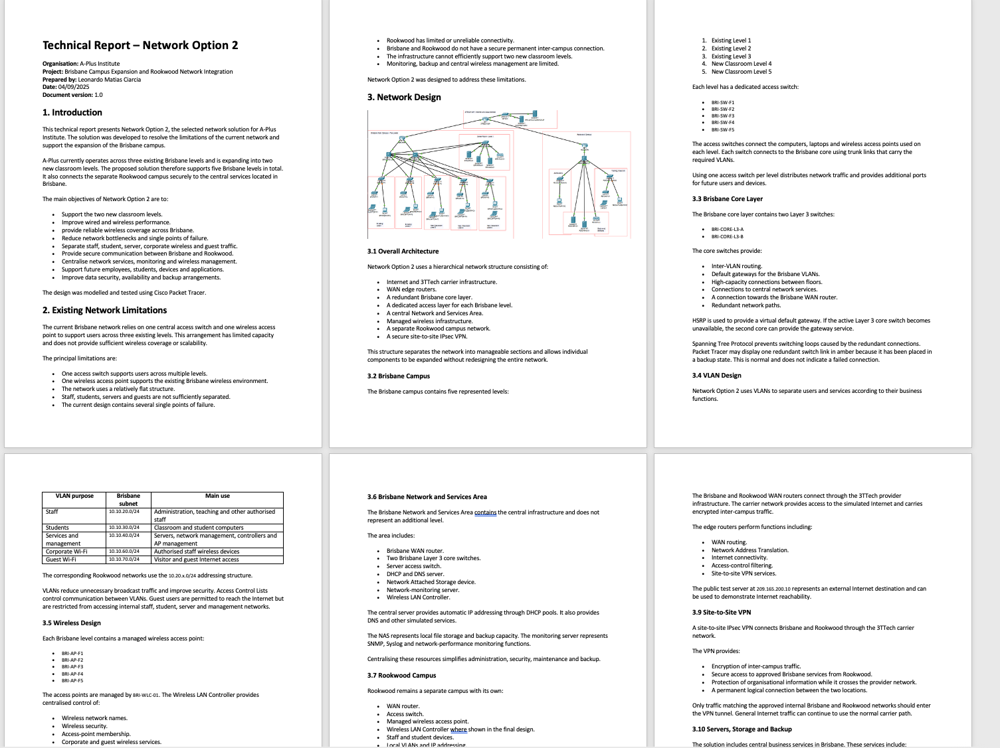 Technical Report – Network Option 2
Organisation: A-Plus Institute
Project: Brisbane Campus Expansion and Rookwood Network Integration
Prepared by: Leonardo Matias Ciarcia
Date: 04/09/2025
Document version: 1.0
1. Introduction
This technical report presents Network Option 2, the selected network solution for A-Plus
Institute. The solution was developed to resolve the limitations of the current network and
support the expansion of the Brisbane campus.
A-Plus currently operates across three existing Brisbane levels and is expanding into two
new classroom levels. The proposed solution therefore supports five Brisbane levels in total.
It also connects the separate Rookwood campus securely to the central services located in
Brisbane.
The main objectives of Network Option 2 are to:
• Support the two new classroom levels.
• Improve wired and wireless performance.
• provide reliable wireless coverage across Brisbane.
• Reduce network bottlenecks and single points of failure.
• Separate staff, student, server, corporate wireless and guest traffic.
• Provide secure communication between Brisbane and Rookwood.
• Centralise network services, monitoring and wireless management.
• Support future employees, students, devices and applications.
• Improve data security, availability and backup arrangements.
The design was modelled and tested using Cisco Packet Tracer.
2. Existing Network Limitations
The current Brisbane network relies on one central access switch and one wireless access
point to support users across three existing levels. This arrangement has limited capacity
and does not provide sufficient wireless coverage or scalability.
The principal limitations are:
• One access switch supports users across multiple levels.
• One wireless access point supports the existing Brisbane wireless environment.
• The network uses a relatively flat structure.
• Staff, students, servers and guests are not sufficiently separated.
• The current design contains several single points of failure.
• Rookwood has limited or unreliable connectivity.
• Brisbane and Rookwood do not have a secure permanent inter-campus connection.
• The infrastructure cannot efficiently support two new classroom levels.
• Monitoring, backup and central wireless management are limited.
Network Option 2 was designed to address these limitations.
3. Network Design
3.1 Overall Architecture
Network Option 2 uses a hierarchical network structure consisting of:
• Internet and 3TTech carrier infrastructure.
• WAN edge routers.
• A redundant Brisbane core layer.
• A dedicated access layer for each Brisbane level.
• A central Network and Services Area.
• Managed wireless infrastructure.
• A separate Rookwood campus network.
• A secure site-to-site IPsec VPN.
This structure separates the network into manageable sections and allows individual
components to be expanded without redesigning the entire network.
3.2 Brisbane Campus
The Brisbane campus contains five represented levels:
1. Existing Level 1
2. Existing Level 2
3. Existing Level 3
4. New Classroom Level 4
5. New Classroom Level 5
Each level has a dedicated access switch:
• BRI-SW-F1
• BRI-SW-F2
• BRI-SW-F3
• BRI-SW-F4
• BRI-SW-F5
The access switches connect the computers, laptops and wireless access points used on
each level. Each switch connects to the Brisbane core using trunk links that carry the
required VLANs.
Using one access switch per level distributes network traffic and provides additional ports
for future users and devices.
3.3 Brisbane Core Layer
The Brisbane core layer contains two Layer 3 switches:
• BRI-CORE-L3-A
• BRI-CORE-L3-B
The core switches provide:
• Inter-VLAN routing.
• Default gateways for the Brisbane VLANs.
• High-capacity connections between floors.
• Connections to central network services.
• A connection towards the Brisbane WAN router.
• Redundant network paths.
HSRP is used to provide a virtual default gateway. If the active Layer 3 core switch becomes
unavailable, the second core can provide the gateway service.
Spanning Tree Protocol prevents switching loops caused by the redundant connections.
Packet Tracer may display one redundant switch link in amber because it has been placed in
a backup state. This is normal and does not indicate a failed connection.
3.4 VLAN Design
Network Option 2 uses VLANs to separate users and services according to their business
functions.
VLAN purpose Brisbane subnet Main use
Staff 10.10.20.0/24 Administration, teaching and other authorised staff
Students 10.10.30.0/24 Classroom and student computers
Services and management 10.10.40.0/24 Servers, network management, controllers and AP management
Corporate Wi-Fi 10.10.60.0/24 Authorised staff wireless devices
Guest Wi-Fi 10.10.70.0/24 Visitor and guest Internet access
The corresponding Rookwood networks use the 10.20.x.0/24 addressing structure.
VLANs reduce unnecessary broadcast traffic and improve security. Access Control Lists
control communication between VLANs. Guest users are permitted to reach the Internet but
are restricted from accessing internal staff, student, server and management networks.
3.5 Wireless Design
Each Brisbane level contains a managed wireless access point:
• BRI-AP-F1
• BRI-AP-F2
• BRI-AP-F3
• BRI-AP-F4
• BRI-AP-F5
The access points are managed by BRI-WLC-01. The Wireless LAN Controller provides
centralised control of:
• Wireless network names.
• Wireless security.
• Access-point membership.
• Corporate and guest wireless services.
3.6 Brisbane Network and Services Area
The Brisbane Network and Services Area contains the central infrastructure and does not
represent an additional level.
The area includes:
• Brisbane WAN router.
• Two Brisbane Layer 3 core switches.
• Server access switch.
• DHCP and DNS server.
• Network Attached Storage device.
• Network-monitoring server.
• Wireless LAN Controller.
The central server provides automatic IP addressing through DHCP pools. It also provides
DNS and other simulated services.
The NAS represents local file storage and backup capacity. The monitoring server represents
SNMP, Syslog and network-performance monitoring functions.
Centralising these resources simplifies administration, security, maintenance and backup.
3.7 Rookwood Campus
Rookwood remains a separate campus with its own:
• WAN router.
• Access switch.
• Managed wireless access point.
• Wireless LAN Controller where shown in the final design.
• Staff and student devices.
• Local VLANs and IP addressing.
The Brisbane and Rookwood WAN routers connect through the 3TTech provider
infrastructure. The carrier network provides access to the simulated Internet and carries
encrypted inter-campus traffic.
The edge routers perform functions including:
• WAN routing.
• Network Address Translation.
• Internet connectivity.
• Access-control filtering.
• Site-to-site VPN services.
The public test server at 209.165.200.10 represents an external Internet destination and can
be used to demonstrate Internet reachability.
3.9 Site-to-Site VPN
A site-to-site IPsec VPN connects Brisbane and Rookwood through the 3TTech carrier
network.
The VPN provides:
• Encryption of inter-campus traffic.
• Secure access to approved Brisbane services from Rookwood.
• Protection of organisational information while it crosses the provider network.
• A permanent logical connection between the two locations.
Only traffic matching the approved internal Brisbane and Rookwood networks should enter
the VPN tunnel. General Internet traffic can continue to use the normal carrier path.
3.10 Servers, Storage and Backup
The solution includes central business services in Brisbane. These services include: